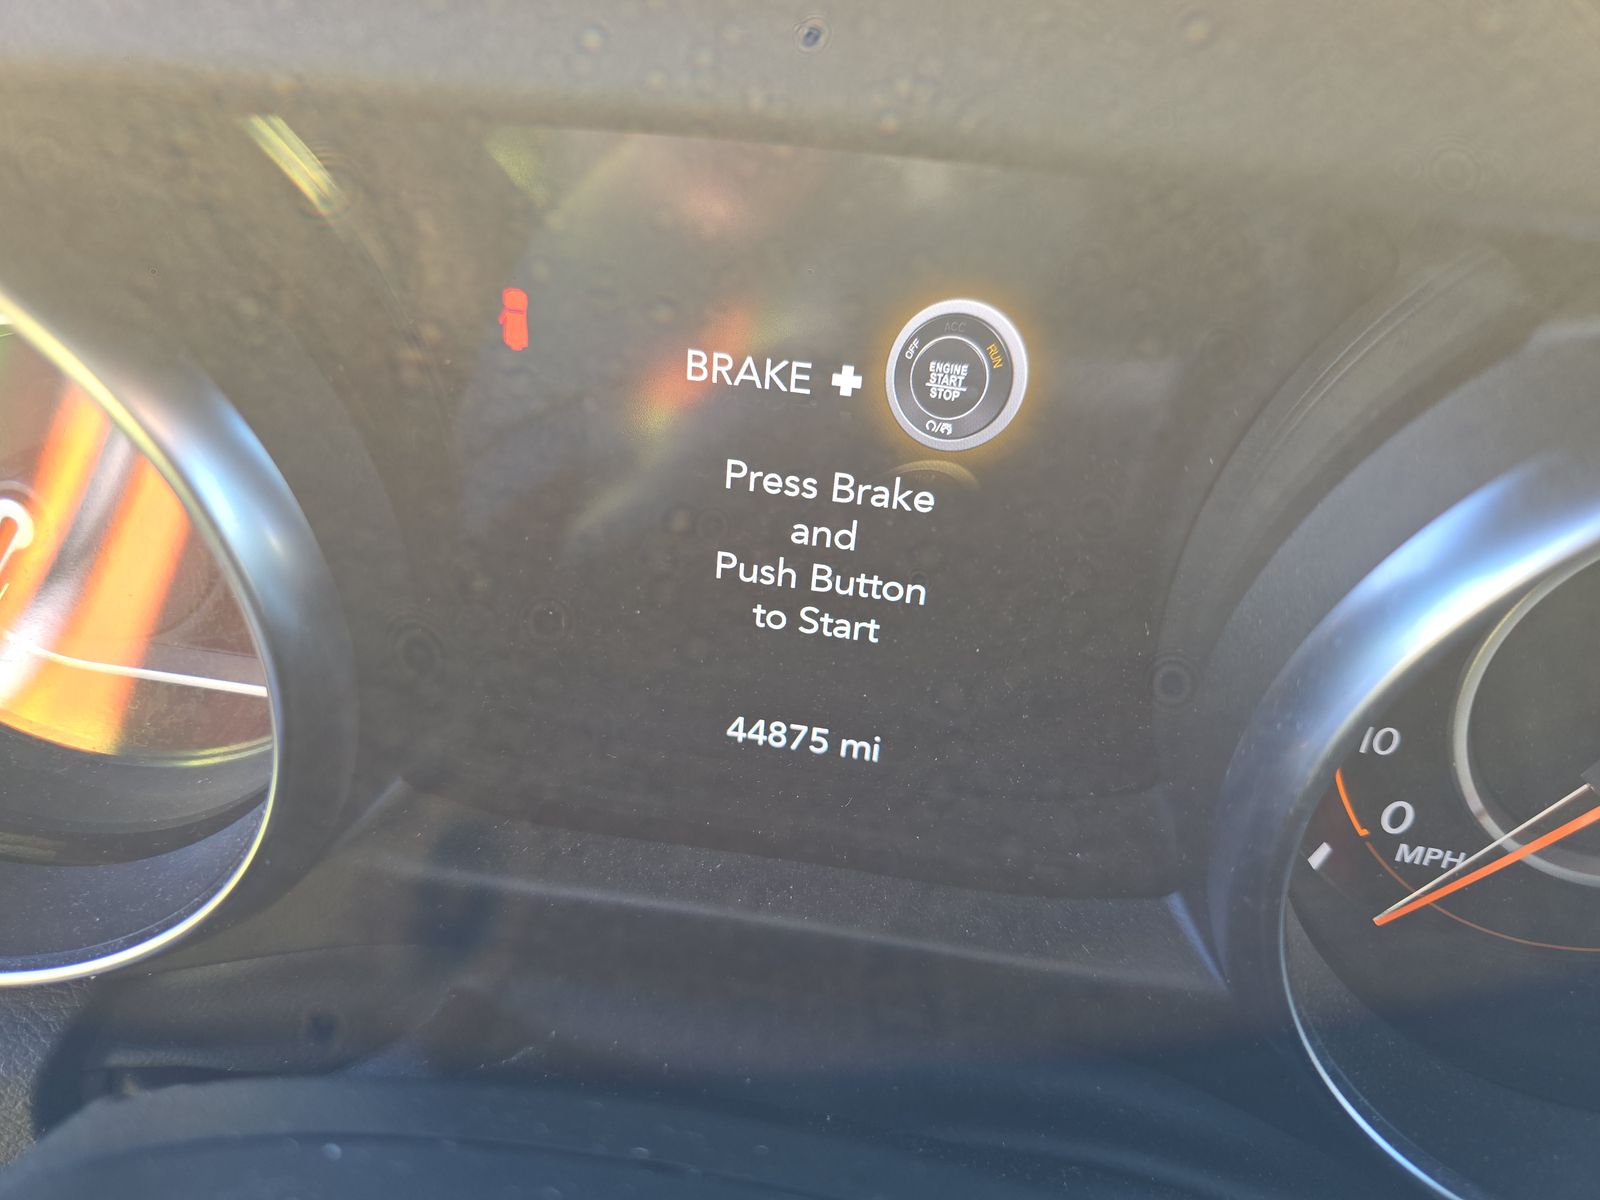 BRAKE +
ACC
OFF
RUN
ENGINE
START
STOP
Press Brake
and
Push Button
to Start
44875 mi
10
0
MPH